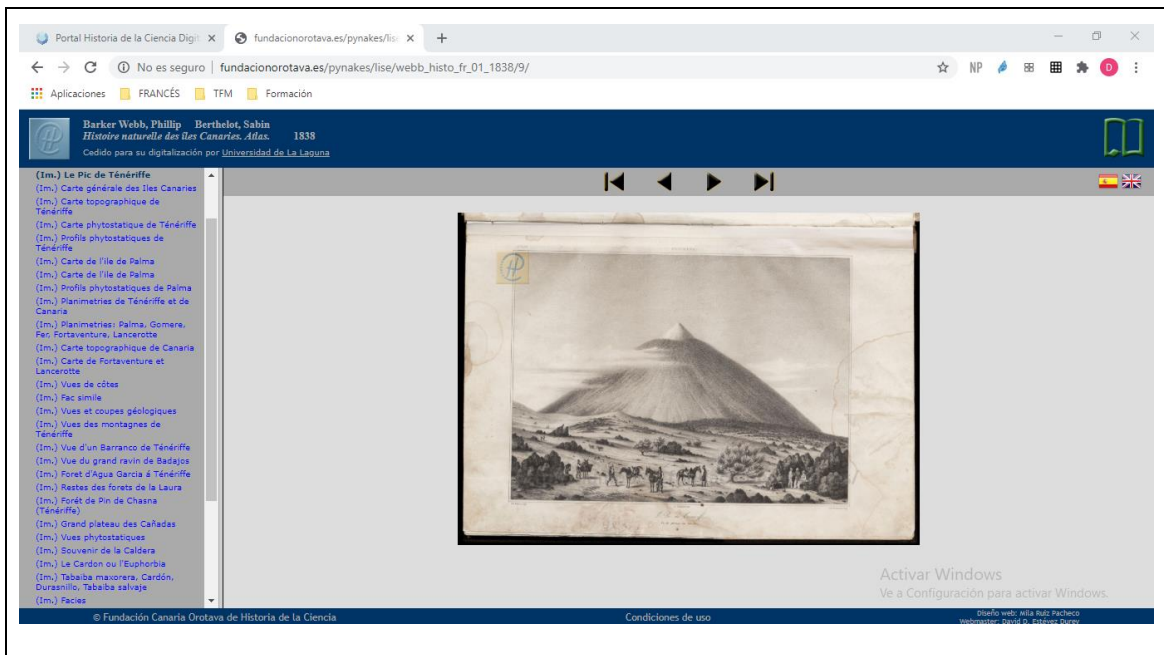 Portal Historia de la Ciencia Digit
fundacionorotava.es/pynakes/lise
No es seguro | fundacionorotava.es/pynakes/lise/webb_histo_fr_01_1838/9/
NP
D
Aplicaciones FRANCÉS TFM Formación
Barker Webb, Phillip Berthelot, Sabin
Histoire naturelle des îles Canaries. Atlas. 1838
Cedido para su digitalización por Universidad de La Laguna
(Im.) Le Pic de Ténériffe
(Im.) Carte générale des Iles Canaries
(Im.) Carte topographique de
Ténériffe
(Im.) Carte phytostatique de Ténériffe
(Im.) Profils phytostatiques de
Ténériffe
(Im.) Carte de l'ile de Palma
(Im.) Carte de l'ile de Palma
(Im.) Profils phytostatiques de Palma
(Im.) Planimetries de Ténériffe et de
Canaria
(Im.) Planimetries: Palma, Gomere,
Fer, Fortaventure, Lancerotte
(Im.) Carte topographique de Canaria
(Im.) Carte de Fortaventure et
Lancerotte
(Im.) Vues de côtes
(Im.) Fac simile
(Im.) Vues et coupes géologiques
(Im.) Vues des montagnes de
Ténériffe
(Im.) Vue d'un Barranco de Ténériffe
(Im.) Vue du grand ravin de Badajos
(Im.) Foret d'Agua Garcia á Ténériffe
(Im.) Restes des forets de la Laura
(Im.) Forét de Pin de Chasna
(Ténériffe)
(Im.) Grand plateau des Cañadas
(Im.) Vues phytostatiques
(Im.) Souvenir de la Caldera
(Im.) Le Cardon ou l'Euphorbia
(Im.) Tabaiba maxorera, Cardón,
Durasnillo, Tabaiba salvaje
(Im.) Facies
Activar Windows
Ve a Configuración para activar Windows.
© Fundación Canaria Orotava de Historia de la Ciencia
Condiciones de uso
Diseño web: Mila Ruiz Pacheco
Webmaster: David D. Estévez Durey